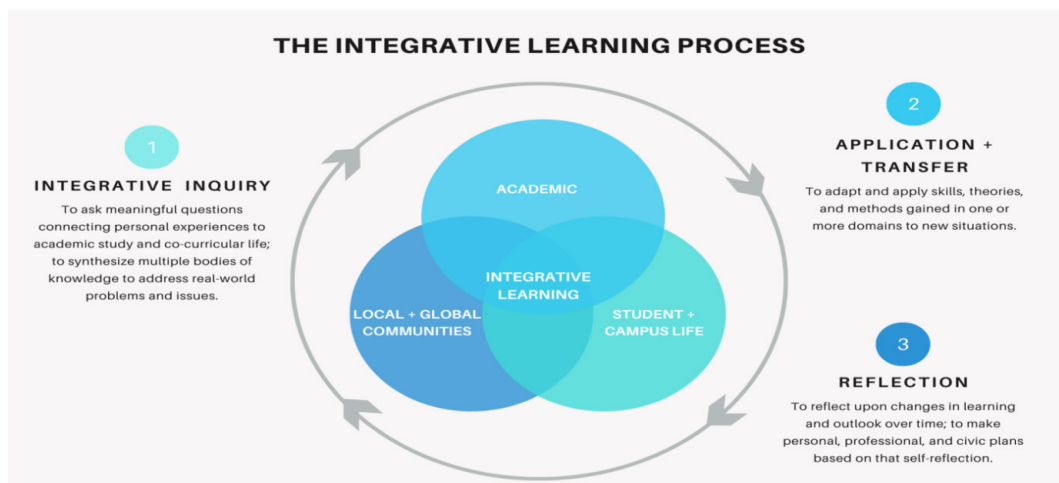 THE INTEGRATIVE LEARNING PROCESS
1
INTEGRATIVE INQUIRY
To ask meaningful questions
connecting personal experiences to
academic study and co-curricular life;
to synthesize multiple bodies of
knowledge to address real-world
problems and issues.
ACADEMIC
INTEGRATIVE
LEARNING
LOCAL + GLOBAL
COMMUNITIES
STUDENT +
CAMPUS LIFE
2
APPLICATION +
TRANSFER
To adapt and apply skills, theories,
and methods gained in one or
more domains to new situations.
3
REFLECTION
To reflect upon changes in learning
and outlook over time; to make
personal, professional, and civic plans
based on that self-reflection.